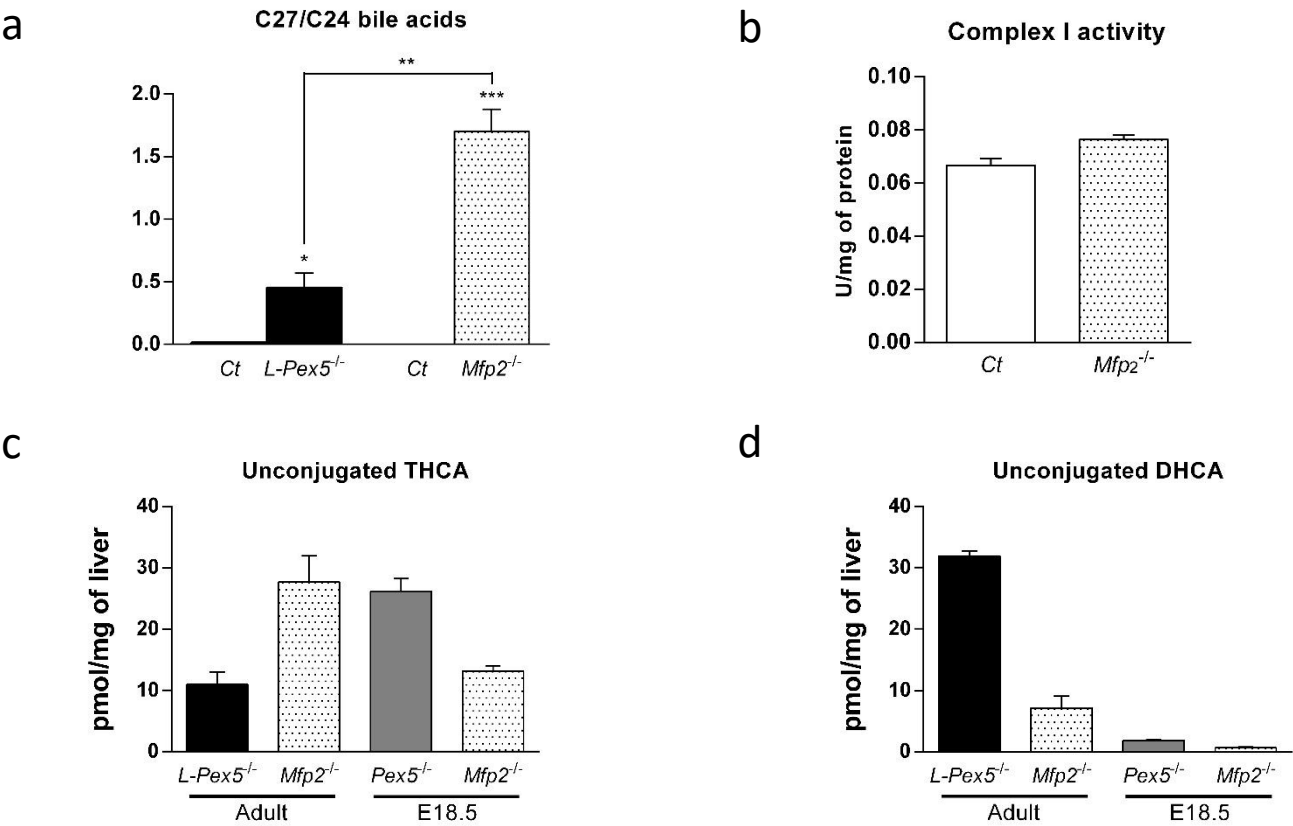 a
C27/C24 bile acids
**
***
*
2.0
1.5
1.0
0.5
0.0
Ct L-Pex5-/- Ct Mfp2-/-
b
Complex I activity
U/mg of protein
0.10
0.08
0.06
0.04
0.02
0.00
Ct Mfp2-/-
c
Unconjugated THCA
pmol/mg of liver
40
30
20
10
0
L-Pex5-/- Mfp2-/- Pex5-/- Mfp2-/-
Adult E18.5
d
Unconjugated DHCA
pmol/mg of liver
40
30
20
10
0
L-Pex5-/- Mfp2-/- Pex5-/- Mfp2-/-
Adult E18.5